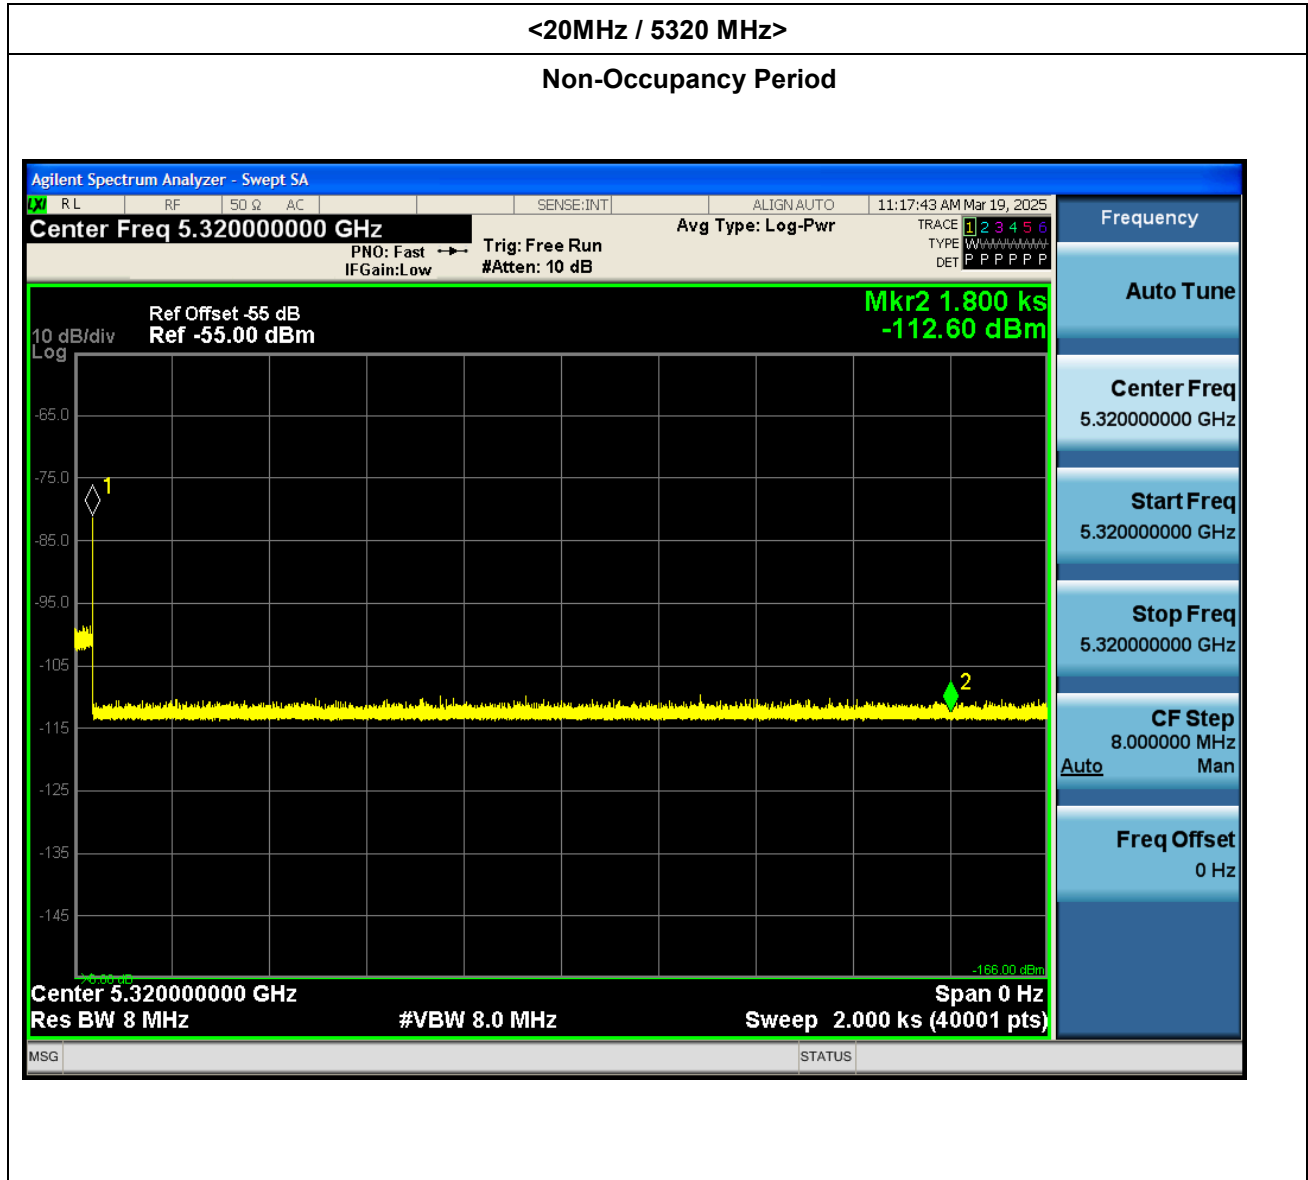 <20MHz / 5320 MHz>
Non-Occupancy Period
Agilent Spectrum Analyzer - Swept SA
LXI RL RF 50 Ω AC SENSE:INT ALIGN AUTO 11:17:43 AM Mar 19, 2025
Center Freq 5.320000000 GHz
PNO: Fast
IFGain:Low
Trig: Free Run
#Atten: 10 dB
Avg Type: Log-Pwr
TRACE 1 2 3 4 5 6
TYPE WWWWWW
DET P P P P P P
Mkr2 1.800 ks
-112.60 dBm
Ref Offset -55 dB
10 dB/div Ref -55.00 dBm
Log
-65.0
-75.0
1
-85.0
-95.0
-105
2
-115
-125
-135
-145
-166.00 dBm
Center 5.320000000 GHz Span 0 Hz
Res BW 8 MHz #VBW 8.0 MHz Sweep 2.000 ks (40001 pts)
MSG STATUS
Frequency
Auto Tune
Center Freq
5.320000000 GHz
Start Freq
5.320000000 GHz
Stop Freq
5.320000000 GHz
CF Step
8.000000 MHz
Auto Man
Freq Offset
0 Hz